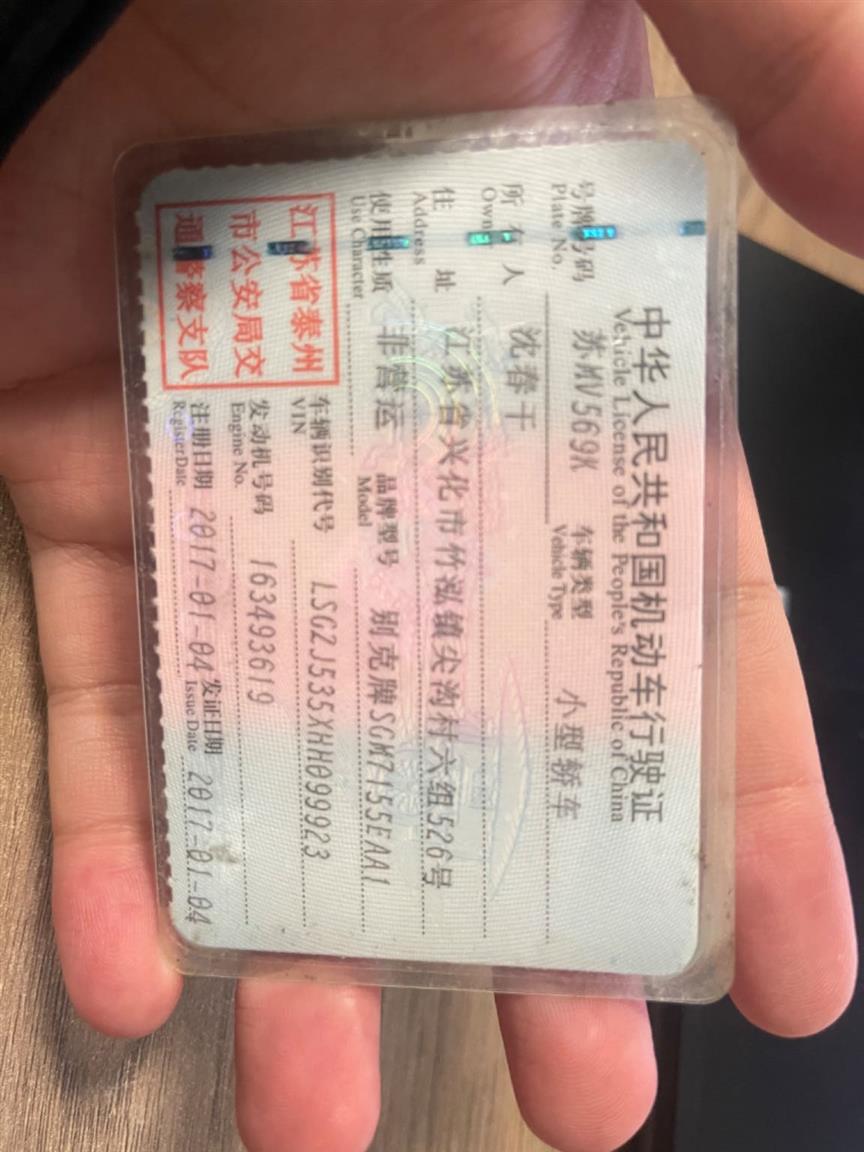 中华人民共和国机动车行驶证
Vehicle License of the People's Republic of China
号牌号码 苏MV569K 车辆类型 小型轿车
Plate No. Vehicle Type
所有人 沈春干
Owner
住址 江苏省兴化市竹泓镇尖沟村六组526号
Address
使用性质 非营运 品牌型号 别克牌SGM7155EAA1
Use Character Model
江苏省泰州
市公安局交
通警察支队
车辆识别代号 LSGZJ535XHH099923
VIN
发动机号码 163493619
Engine No.
注册日期 2017-01-04 发证日期 2017-01-04
Register Date Issue Date